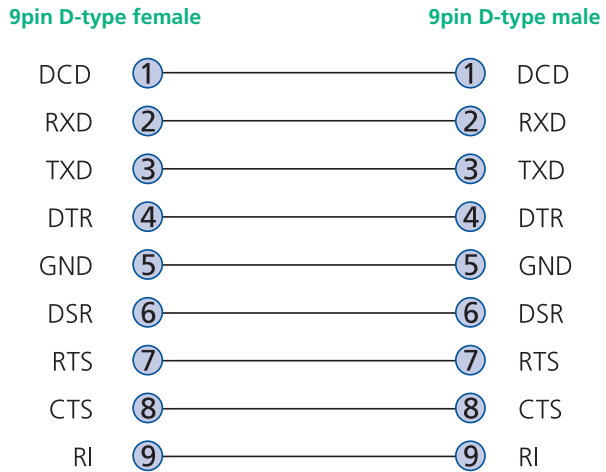 9pin D-type female 9pin D-type male
DCD 1 1 DCD
RXD 2 2 RXD
TXD 3 3 TXD
DTR 4 4 DTR
GND 5 5 GND
DSR 6 6 DSR
RTS 7 7 RTS
CTS 8 8 CTS
RI 9 9 RI